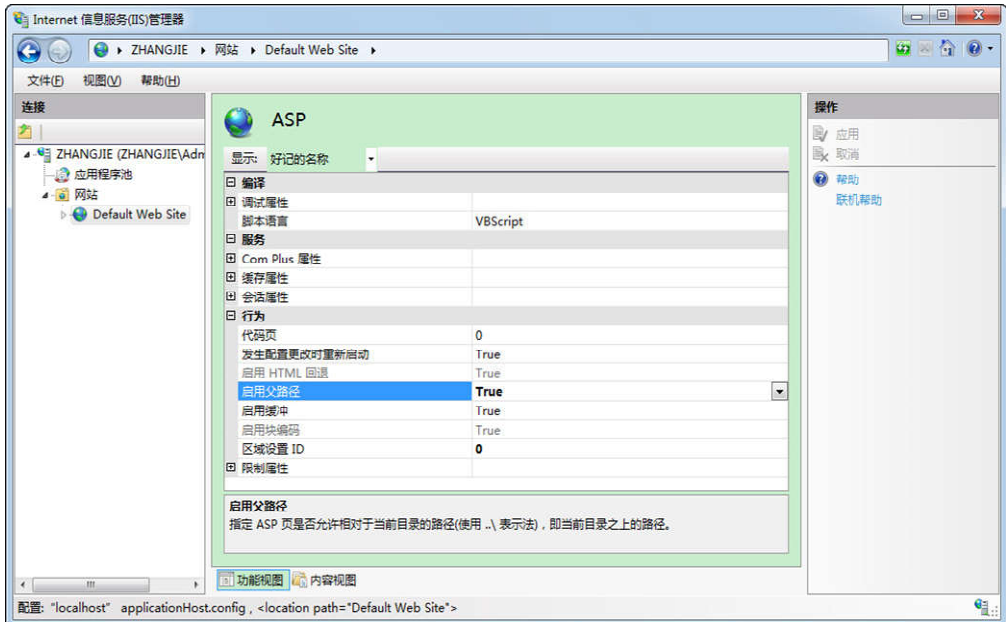 Internet 信息服务(IIS)管理器
ZHANGJIE 网站 Default Web Site
文件(F) 视图(V) 帮助(H)
连接
ZHANGJIE (ZHANGJIE\Adm
应用程序池
网站
Default Web Site
ASP
显示: 好记的名称
编译
调试属性
脚本语言 VBScript
服务
Com Plus 属性
缓存属性
会话属性
行为
代码页 0
发生配置更改时重新启动 True
启用 HTML 回退 True
启用父路径 True
启用缓冲 True
启用块编码 True
区域设置 ID 0
限制属性
启用父路径
指定 ASP 页是否允许相对于当前目录的路径(使用 ..\ 表示法)，即当前目录之上的路径。
功能视图 内容视图
操作
应用
取消
帮助
联机帮助
配置: "localhost" applicationHost.config , <location path="Default Web Site">